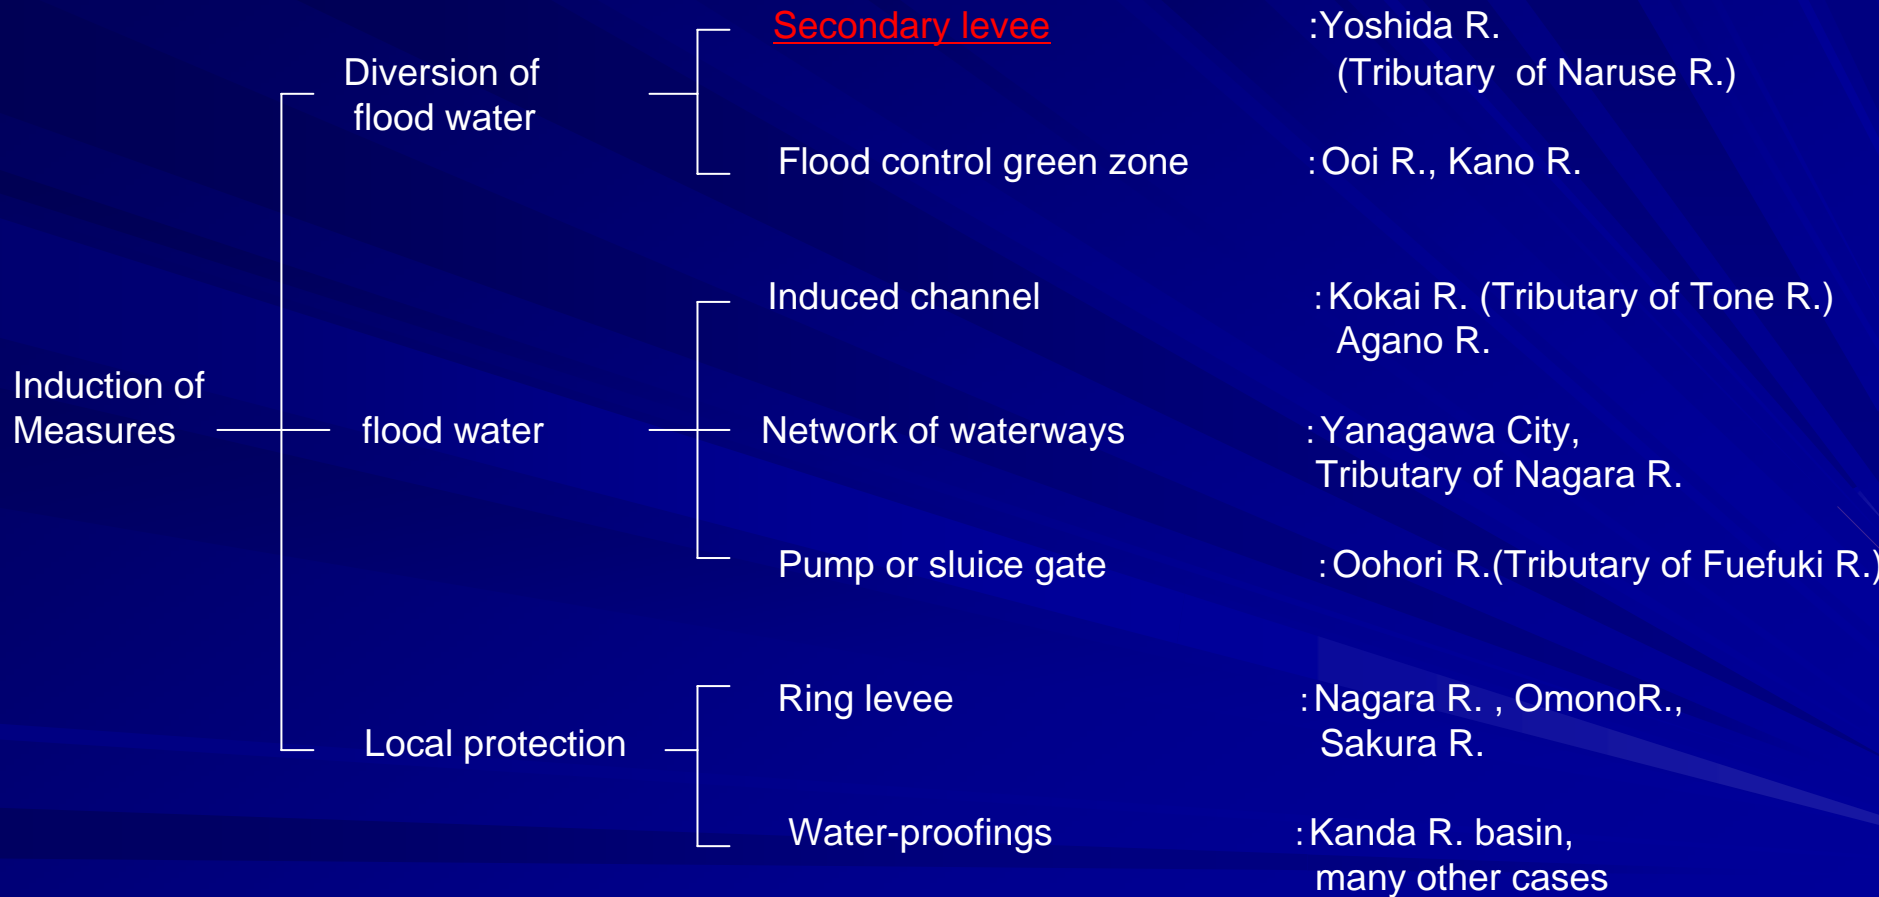 Secondary levee :Yoshida R.
Diversion of (Tributary of Naruse R.)
flood water
Flood control green zone :Ooi R., Kano R.
Induced channel :Kokai R. (Tributary of Tone R.)
Agano R.
Induction of
Measures flood water Network of waterways :Yanagawa City,
Tributary of Nagara R.
Pump or sluice gate :Oohori R.(Tributary of Fuefuki R.)
Ring levee :Nagara R. , OmonoR.,
Local protection Sakura R.
Water-proofings :Kanda R. basin,
many other cases